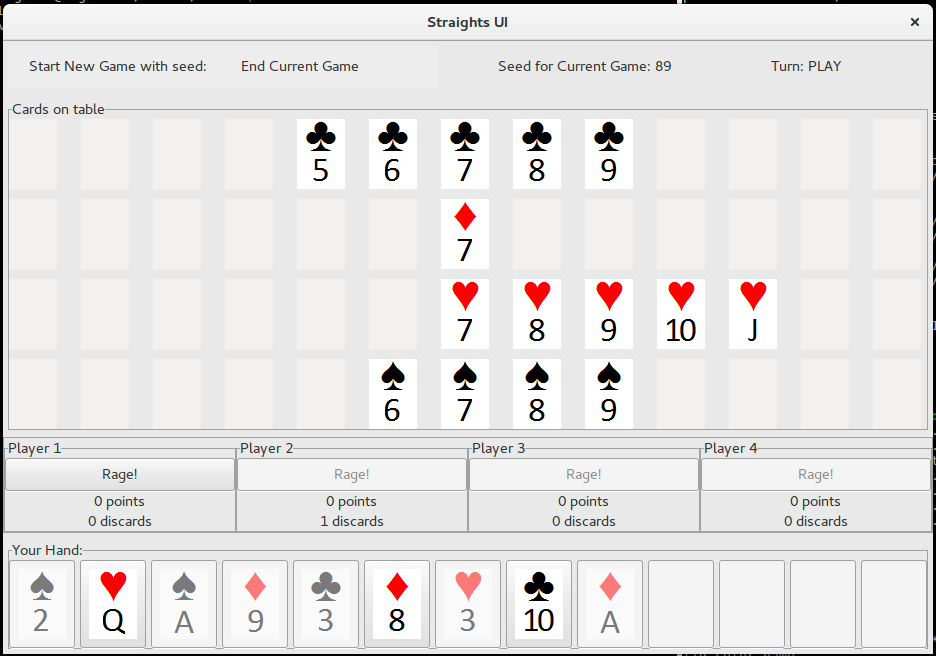 Straights UI ×
Start New Game with seed: End Current Game Seed for Current Game: 89 Turn: PLAY
Cards on table
5 6 7 8 9
7
7 8 9 10 J
6 7 8 9
Player 1 Player 2 Player 3 Player 4
Rage! Rage! Rage! Rage!
0 points 0 points 0 points 0 points
0 discards 1 discards 0 discards 0 discards
Your Hand:
2 Q A 9 3 8 3 10 A